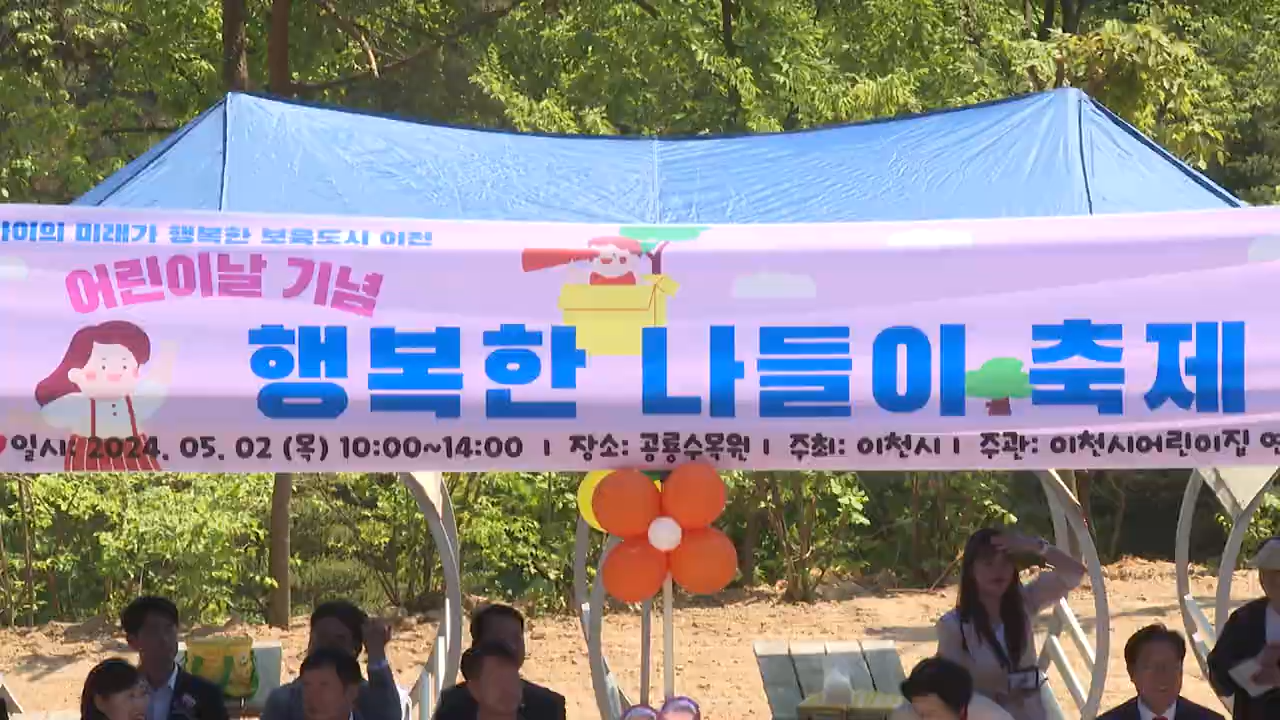 아이의 미래가 행복한 보육도시 이천
어린이날 기념
행복한 나들이 축제
일시: 2024. 05. 02 (목) 10:00~14:00 ı 장소: 공룡수목원 ı 주최: 이천시 ı 주관: 이천시어린이집